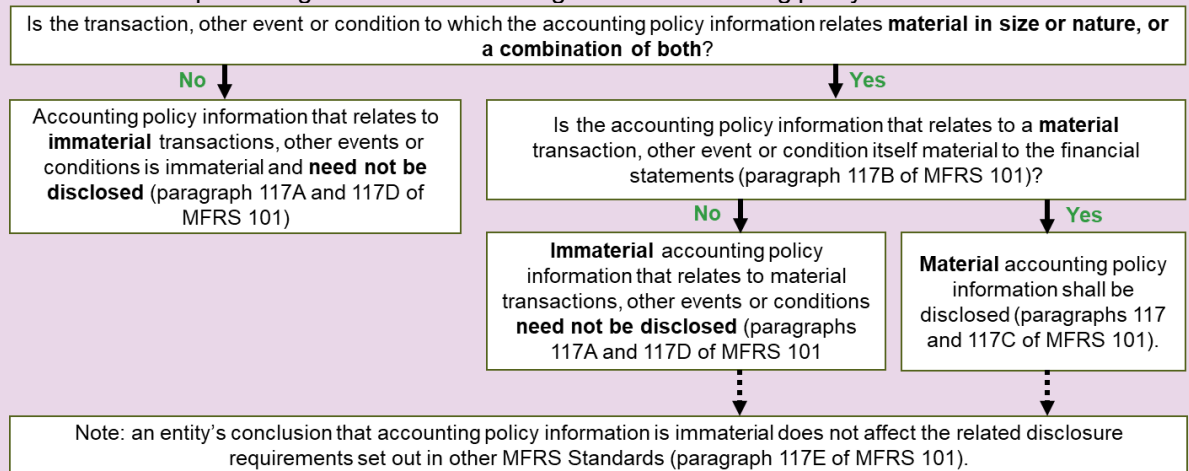 Is the transaction, other event or condition to which the accounting policy information relates material in size or nature, or
a combination of both?
No
Yes
Accounting policy information that relates to
immaterial transactions, other events or
conditions is immaterial and need not be
disclosed (paragraph 117A and 117D of
MFRS 101)
Is the accounting policy information that relates to a material
transaction, other event or condition itself material to the financial
statements (paragraph 117B of MFRS 101)?
No
Yes
Immaterial accounting policy
information that relates to material
transactions, other events or conditions
need not be disclosed (paragraphs
117A and 117D of MFRS 101
Material accounting policy
information shall be
disclosed (paragraphs 117
and 117C of MFRS 101).
Note: an entity's conclusion that accounting policy information is immaterial does not affect the related disclosure
requirements set out in other MFRS Standards (paragraph 117E of MFRS 101).